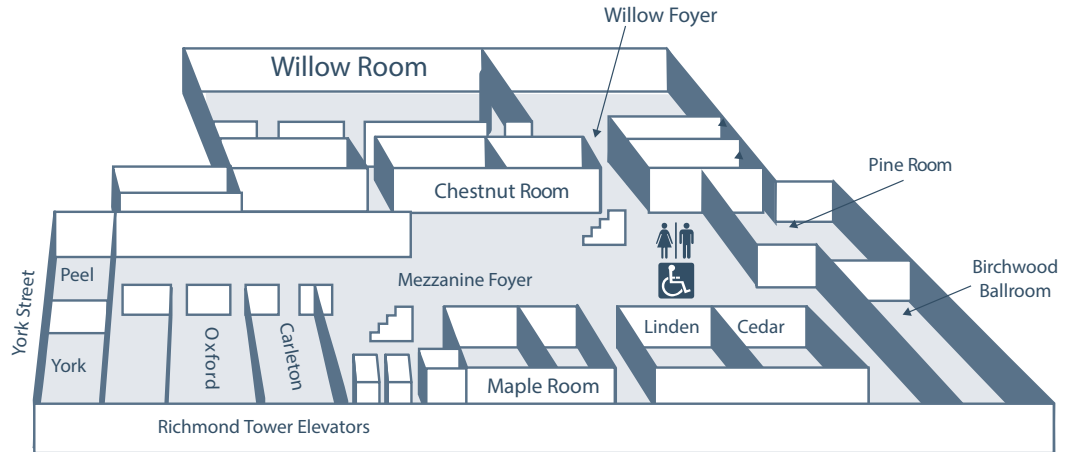 Willow Foyer
Willow Room
Pine Room
Chestnut Room
Birchwood
Ballroom
Peel
Mezzanine Foyer
York Street
Oxford
Carleton
Linden
Cedar
York
Maple Room
Richmond Tower Elevators